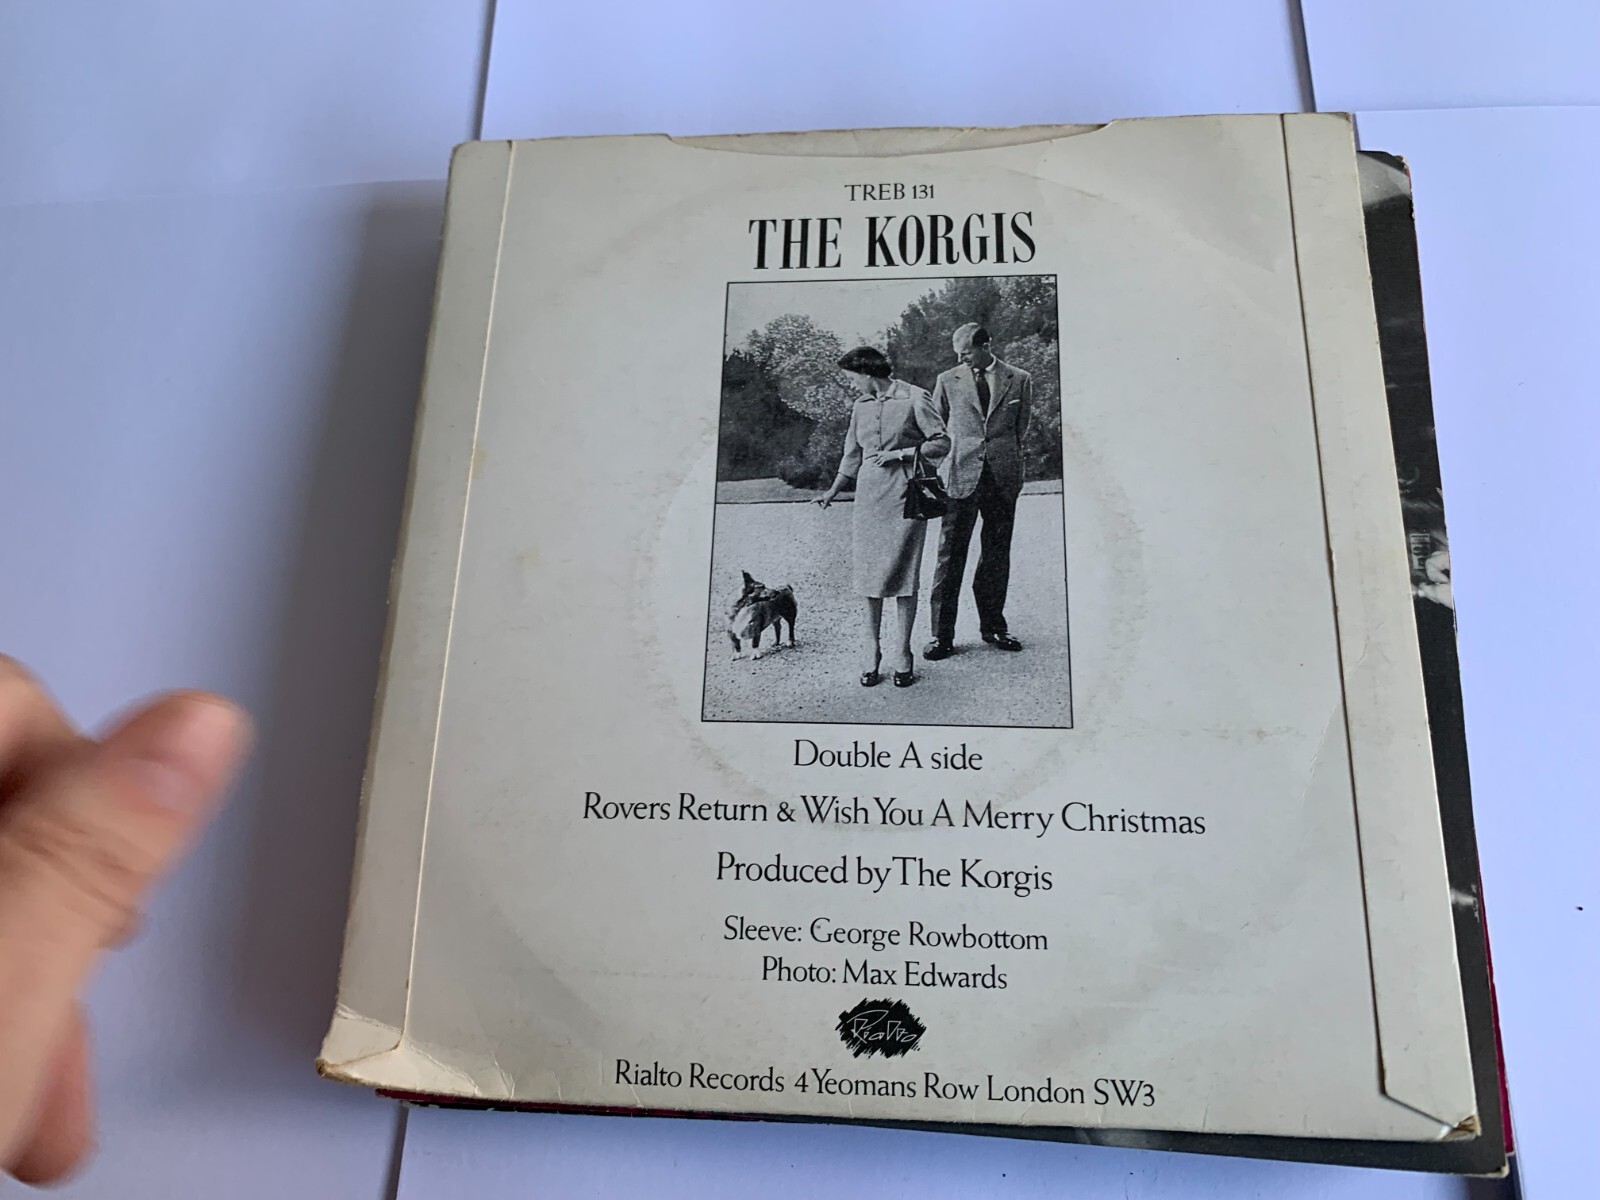 TREB 131
THE KORGIS
Double A side
Rovers Return & Wish You A Merry Christmas
Produced by The Korgis
Sleeve: George Rowbottom
Photo: Max Edwards
Rialto
Rialto Records 4 Yeomans Row London SW3